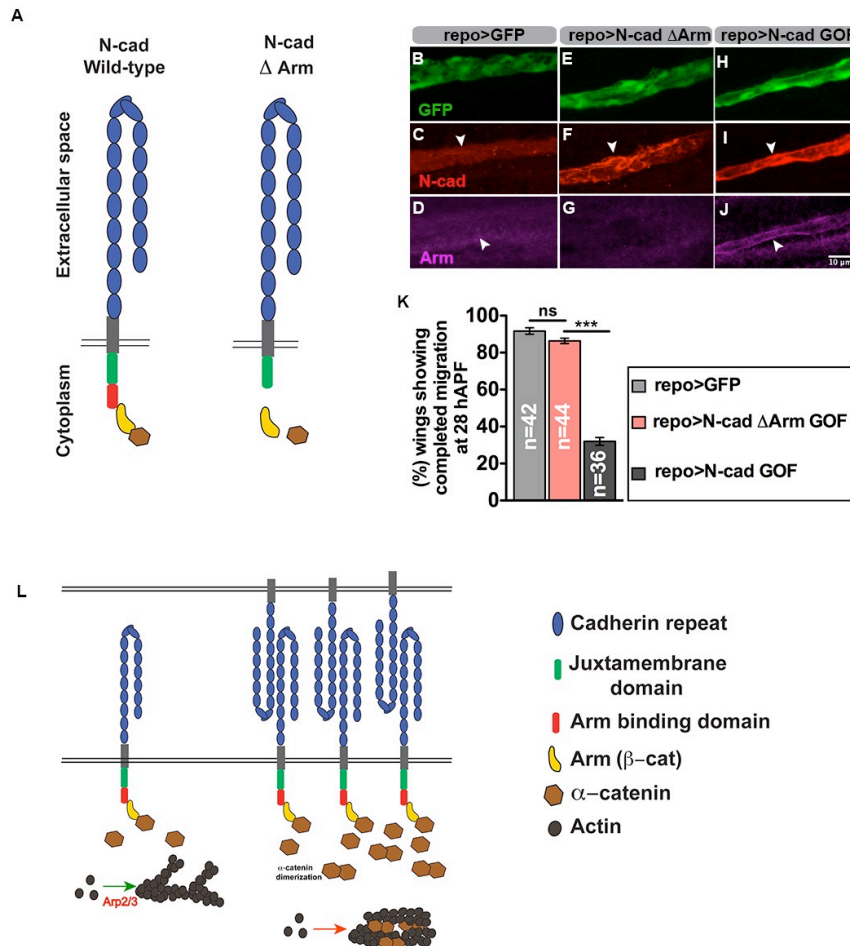 A
N-cad
Wild-type
N-cad
Δ Arm
Extracellular space
Cytoplasm
repo>GFP
repo>N-cad ΔArm
repo>N-cad GOF
B
GFP
E
H
C
N-cad
F
I
D
Arm
G
J
10 μm
K
(%) wings showing
completed migration
at 28 hAPF
100
80
60
40
20
0
ns
***
n=42
n=44
n=36
repo>GFP
repo>N-cad ΔArm GOF
repo>N-cad GOF
L
α-catenin
dimerization
Arp2/3
Cadherin repeat
Juxtamembrane
domain
Arm binding domain
Arm (β-cat)
α-catenin
Actin